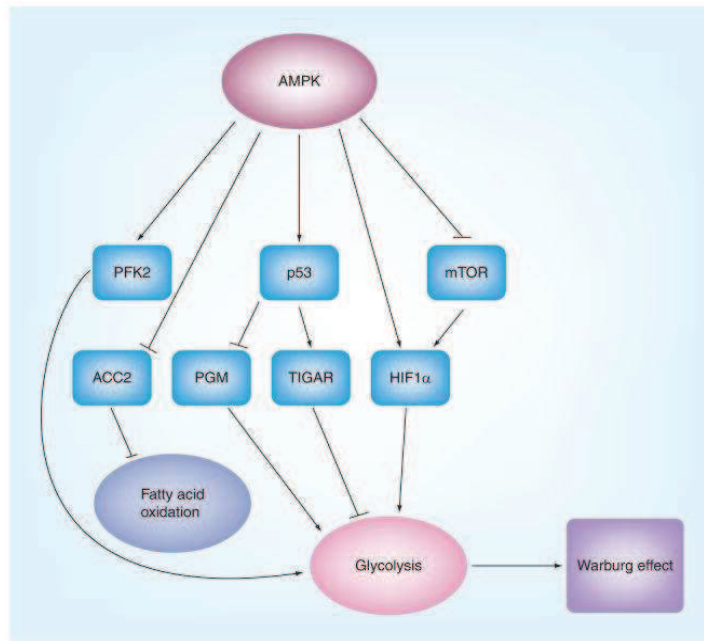 AMPK
PFK2
p53
mTOR
ACC2
PGM
TIGAR
HIF1α
Fatty acid
oxidation
Glycolysis
Warburg effect